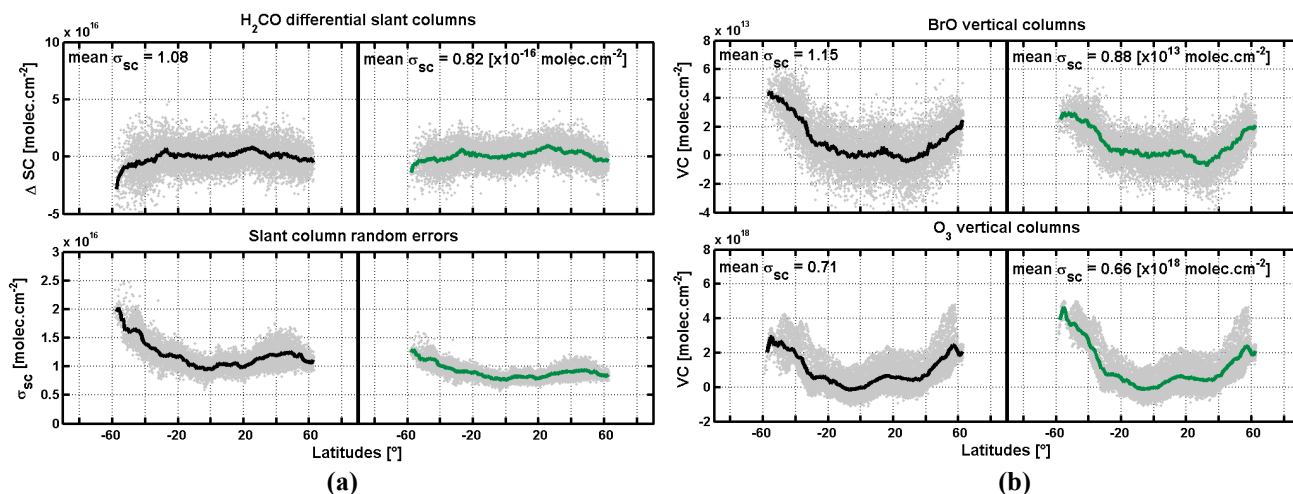 H2CO differential slant columns
x 10^16
mean σSC = 1.08
mean σSC = 0.82 [x10^-16 molec.cm^-2]
Δ SC [molec.cm^-2]
10
5
0
-5
Slant column random errors
x 10^16
σSC [molec.cm^-2]
3
2.5
2
1.5
1
0.5
0
-60 -20 20 60 -60 -20 20 60
Latitudes [º]
(a)
BrO vertical columns
x 10^13
mean σSC = 1.15
mean σSC = 0.88 [x10^13 molec.cm^-2]
VC [molec.cm^-2]
8
6
4
2
0
-2
-4
O3 vertical columns
x 10^18
mean σSC = 0.71
mean σSC = 0.66 [x10^18 molec.cm^-2]
VC [molec.cm^-2]
8
6
4
2
0
-2
-60 -20 20 60 -60 -20 20 60
Latitudes [º]
(b)